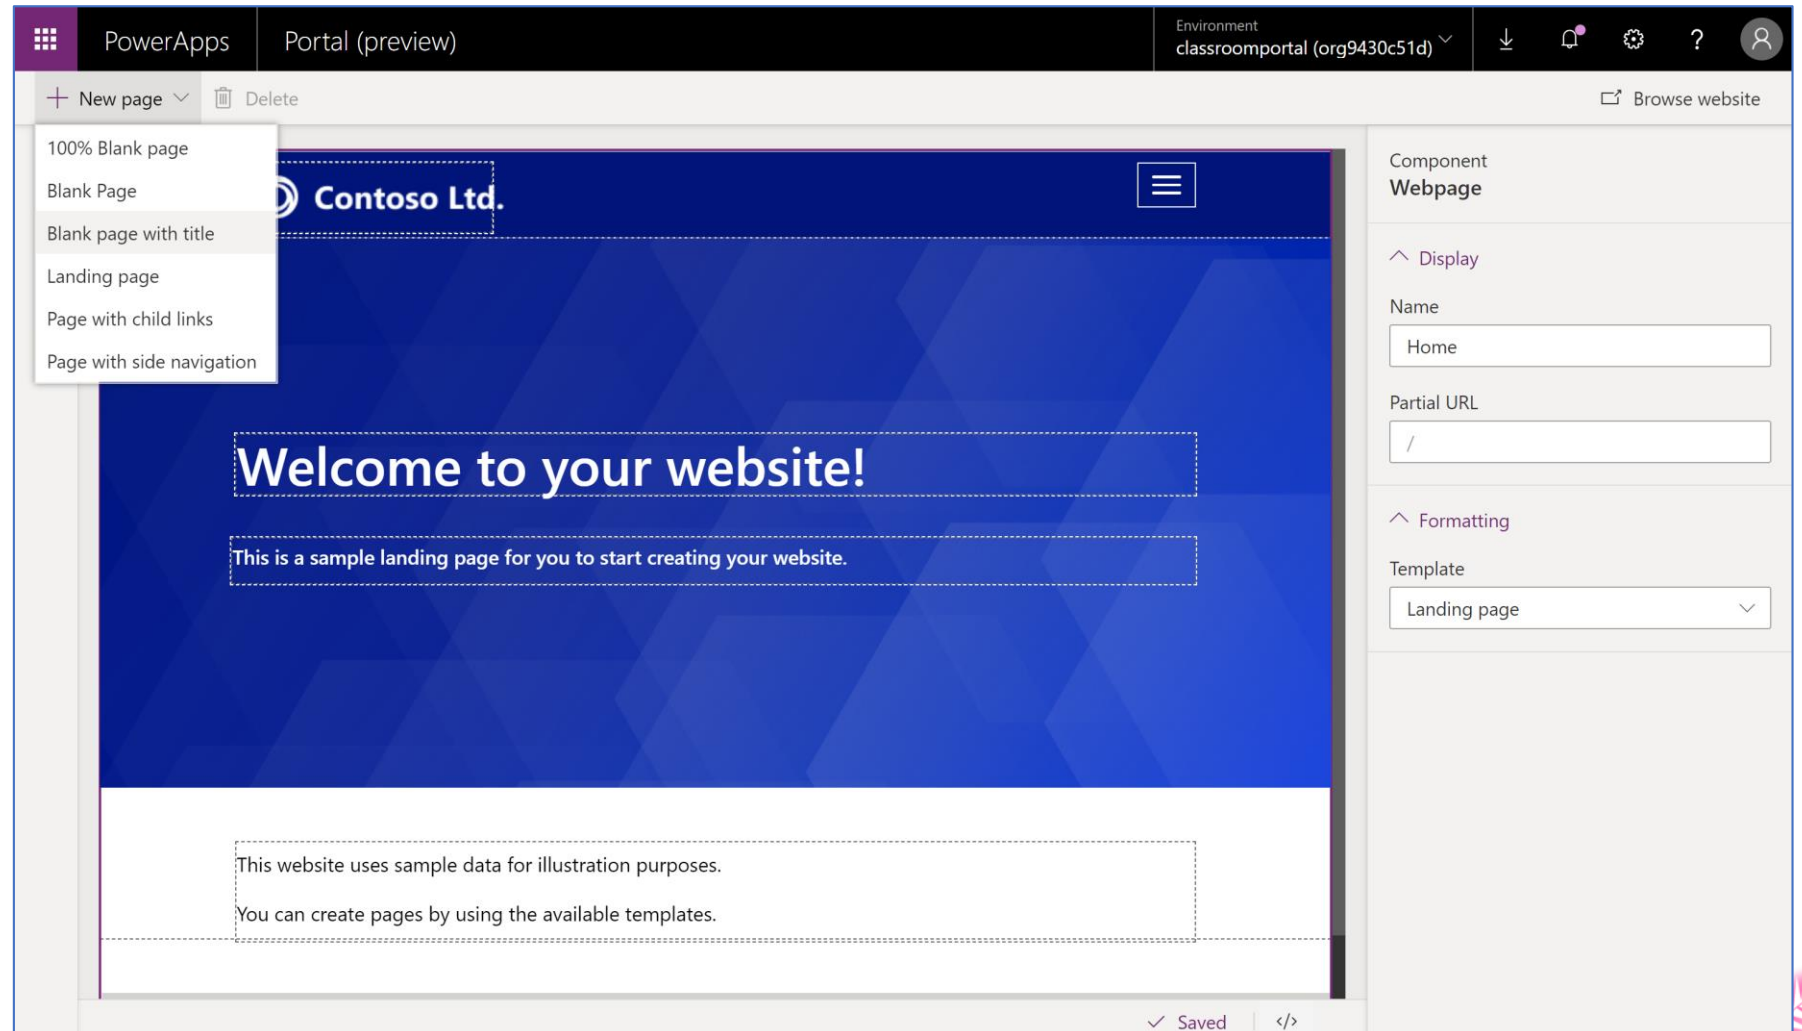 PowerApps
Portal (preview)
Environment
classroomportal (org9430c51d)
?
New page
Delete
Browse website
100% Blank page
Blank Page
Blank page with title
Landing page
Page with child links
Page with side navigation
Contoso Ltd.
Welcome to your website!
This is a sample landing page for you to start creating your website.
This website uses sample data for illustration purposes.
You can create pages by using the available templates.
Component
Webpage
Display
Name
Home
Partial URL
/
Formatting
Template
Landing page
Saved
</>